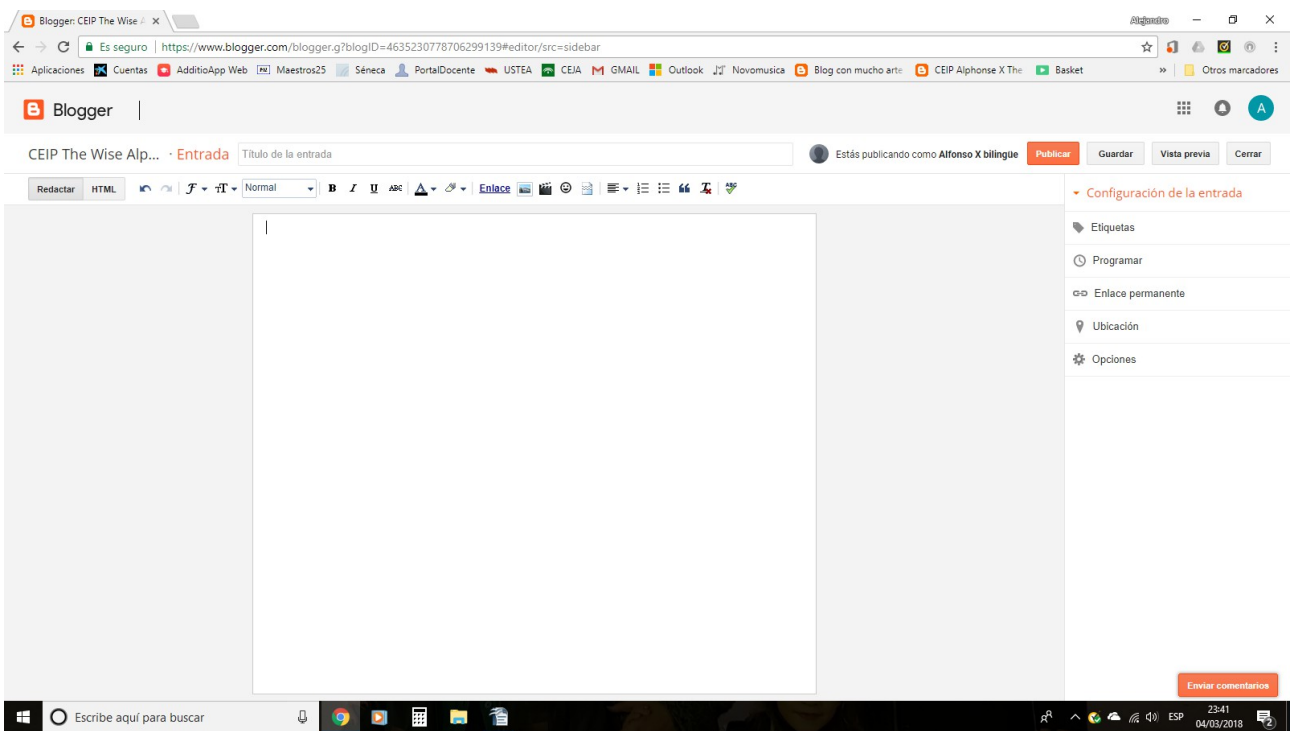 Blogger: CEIP The Wise A
Alejandro
Es seguro https://www.blogger.com/blogger.g?blogID=4635230778706299139#editor/src=sidebar
Aplicaciones Cuentas AdditioApp Web Maestros25 Séneca PortalDocente USTEA CEJA GMAIL Outlook Novomusica Blog con mucho arte CEIP Alphonse X The Basket » Otros marcadores
Blogger A
CEIP The Wise Alp... · Entrada Título de la entrada Estás publicando como Alfonso X bilingüe Publicar Guardar Vista previa Cerrar
Redactar HTML F TT Normal B I U ABC A Enlace T ABC
Configuración de la entrada
Etiquetas
Programar
Enlace permanente
Ubicación
Opciones
Enviar comentarios
Escribe aquí para buscar ESP 23:41
04/03/2018 2